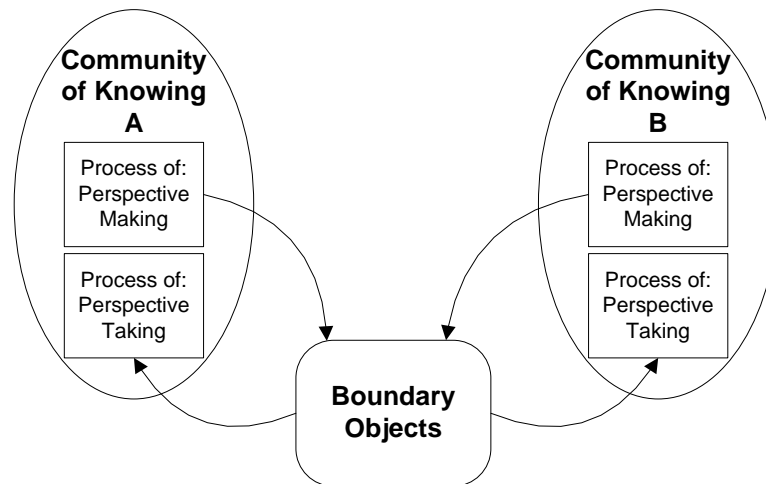 Community
of Knowing
A
Process of:
Perspective
Making
Process of:
Perspective
Taking
Community
of Knowing
B
Process of:
Perspective
Making
Process of:
Perspective
Taking
Boundary
Objects